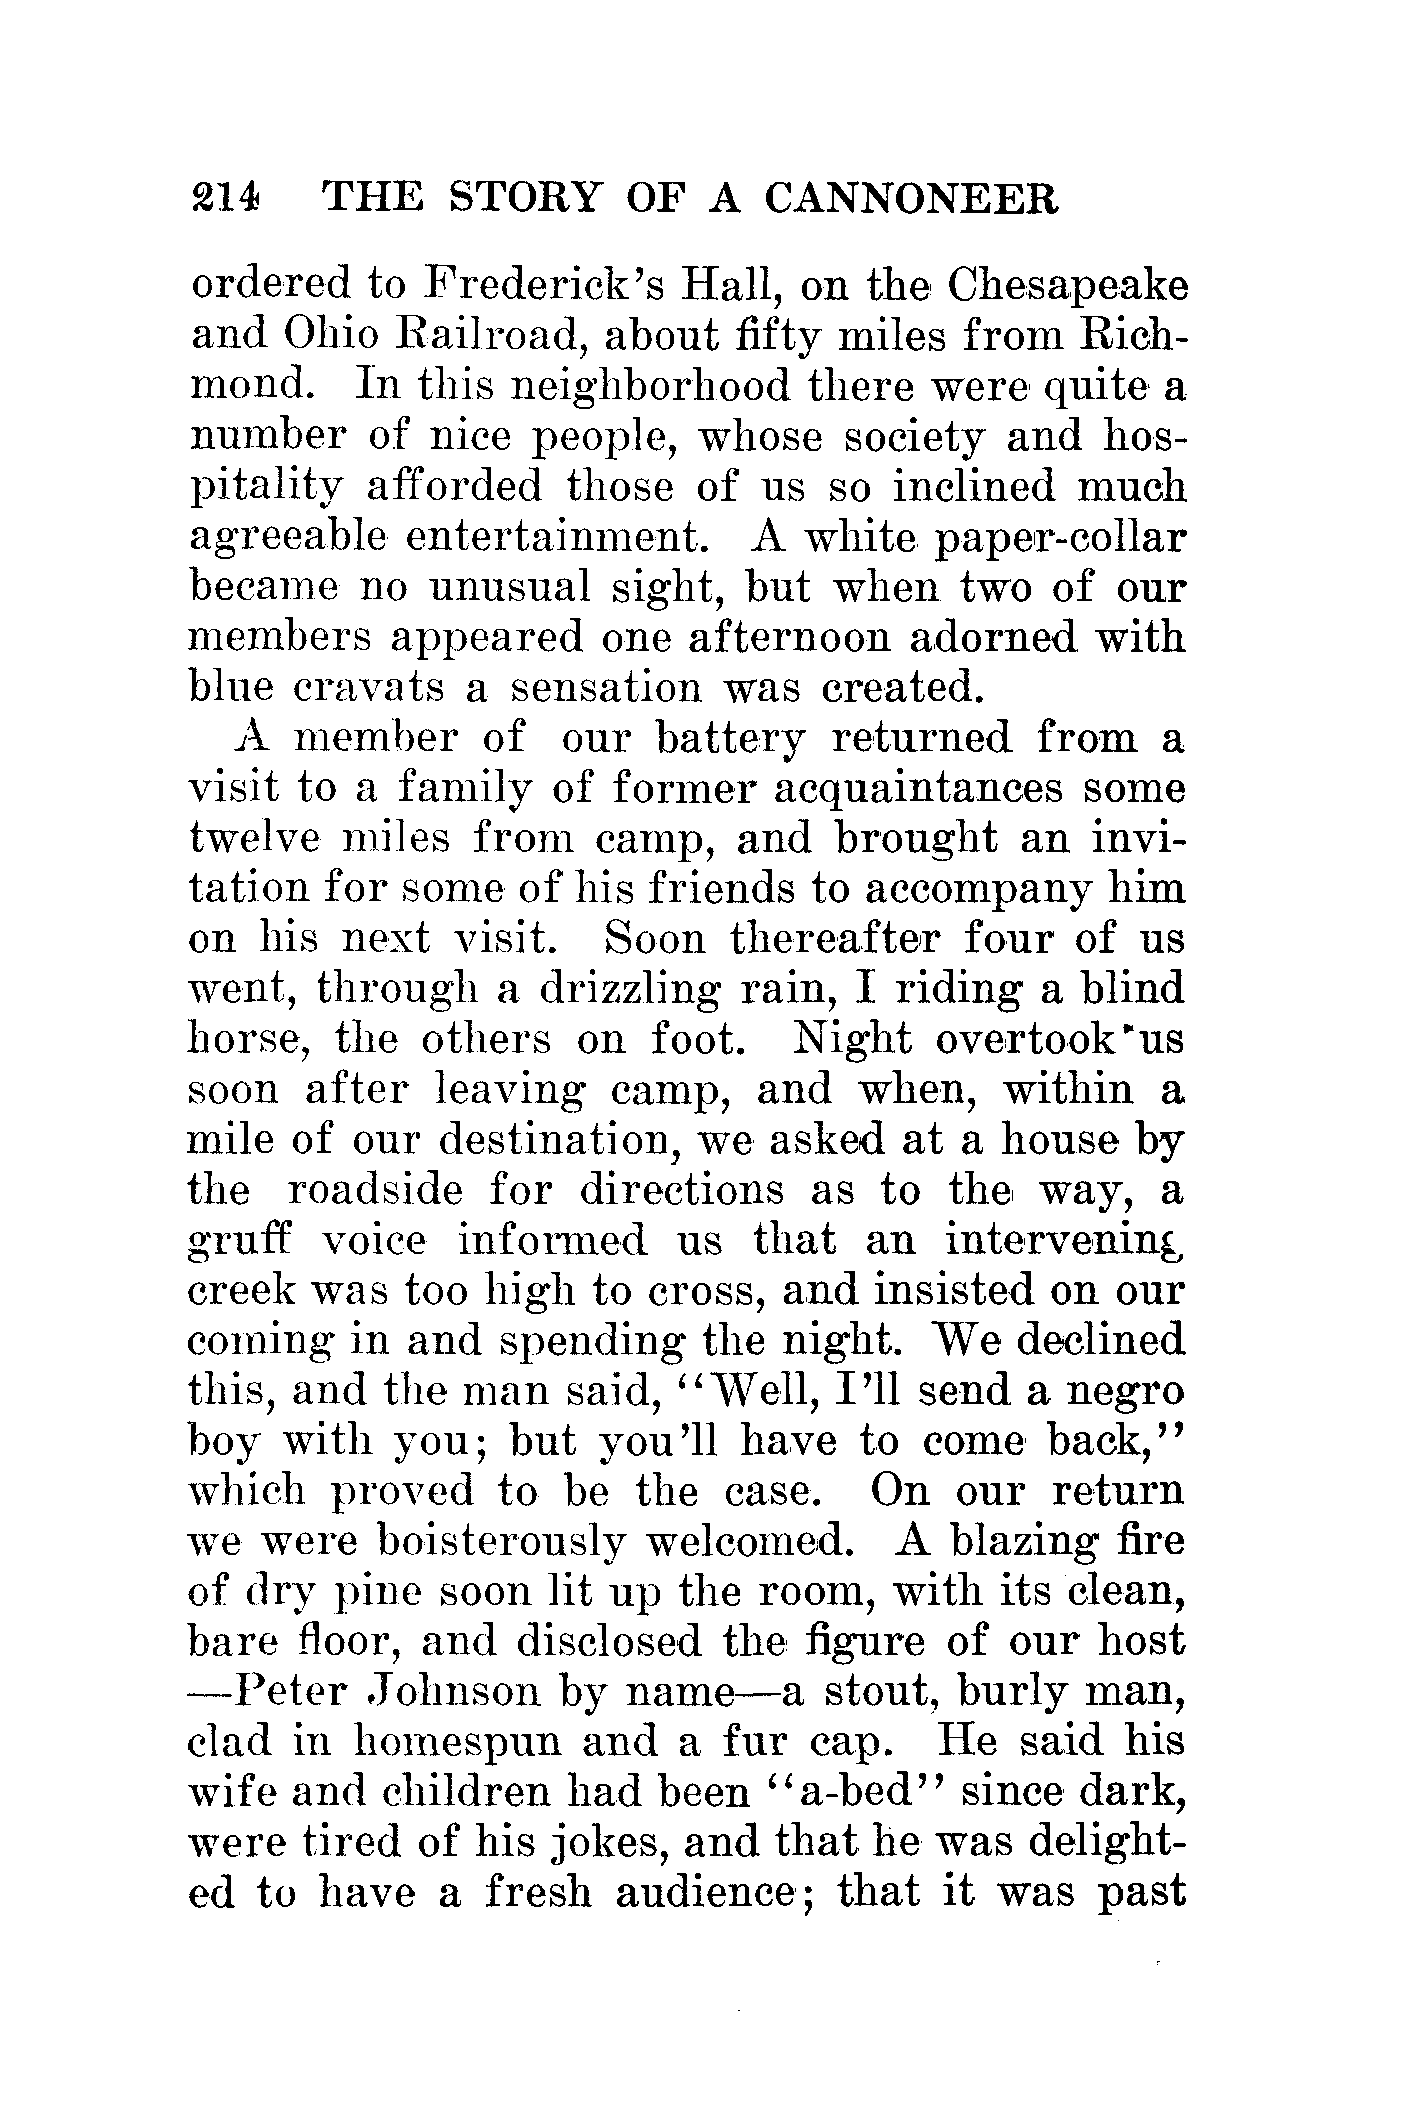 214 THE STORY OF A CANNONEER
ordered to Frederick's Hall, on the Chesapeake
and Ohio Railroad, about fifty miles from Rich-
mond. In this neighborhood there were quite a
number of nice people, whose society and hos-
pitality afforded those of us so inclined much
agreeable entertainment. A white paper-collar
became no unusual sight, but when two of our
members appeared one afternoon adorned with
blue cravats a sensation was created.
A member of our battery returned from a
visit to a family of former acquaintances some
twelve miles from camp, and brought an invi-
tation for some of his friends to accompany him
on his next visit. Soon thereafter four of us
went, through a drizzling rain, I riding a blind
horse, the others on foot. Night overtook us
soon after leaving camp, and when, within a
mile of our destination, we asked at a house by
the roadside for directions as to the way, a
gruff voice informed us that an intervening
creek was too high to cross, and insisted on our
coming in and spending the night. We declined
this, and the man said, "Well, I'll send a negro
boy with you; but you'll have to come back,"
which proved to be the case. On our return
we were boisterously welcomed. A blazing fire
of dry pine soon lit up the room, with its clean,
bare floor, and disclosed the figure of our host
—Peter Johnson by name—a stout, burly man,
clad in homespun and a fur cap. He said his
wife and children had been "a-bed" since dark,
were tired of his jokes, and that he was delight-
ed to have a fresh audience; that it was past